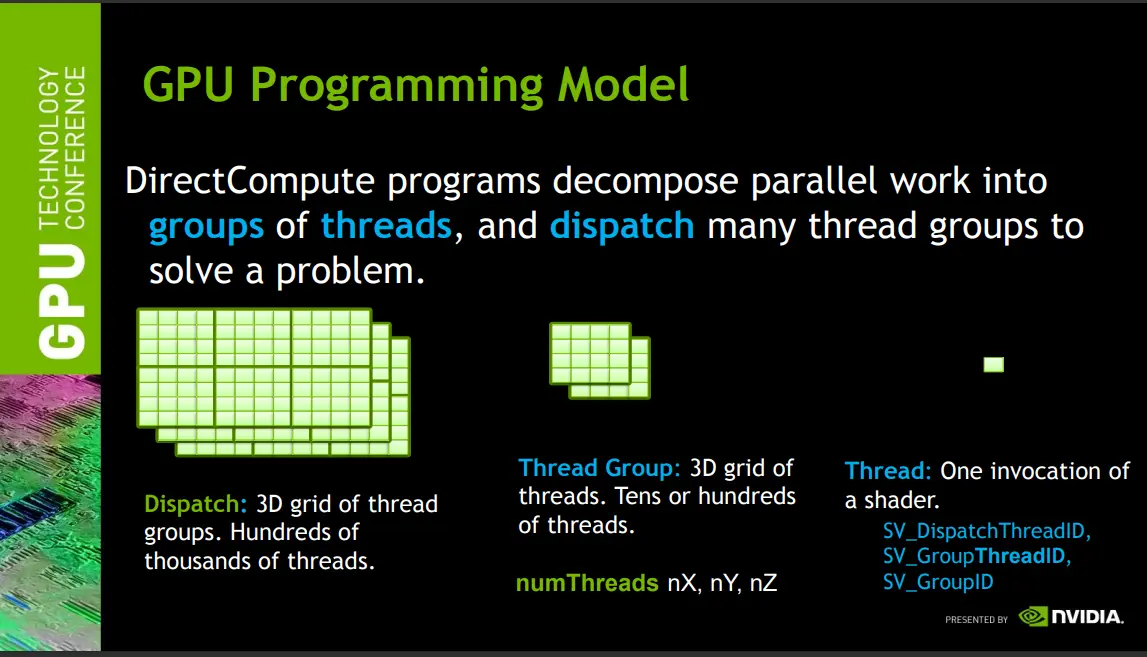 GPU TECHNOLOGY
CONFERENCE
GPU Programming Model
DirectCompute programs decompose parallel work into
groups of threads, and dispatch many thread groups to
solve a problem.
Dispatch: 3D grid of thread
groups. Hundreds of
thousands of threads.
Thread Group: 3D grid of
threads. Tens or hundreds
of threads.
numThreads nX, nY, nZ
Thread: One invocation of
a shader.
SV_DispatchThreadID,
SV_GroupThreadID,
SV_GroupID
PRESENTED BY NVIDIA.